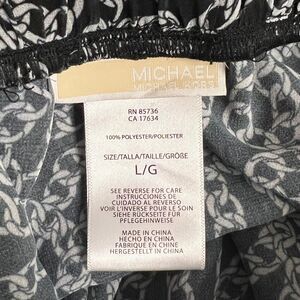 MICHAEL
MICHAEL KORS
RN 85736
CA 17634
100% POLYESTER/POLIESTER
SIZE/TALLA/TAILLE/GRÖBE
L/G
SEE REVERSE FOR CARE
INSTRUCCIONES DE
CUIDADO AL REVERSO
VOIR L'INVERSE POUR LE SOIN
SIEHE RÜCKSEITE FÜR
PFLEGEHINWEISE
MADE IN CHINA
HECHO EN CHINA
FABRIQUE EN CHINE
HERGESTELLT IN CHINA